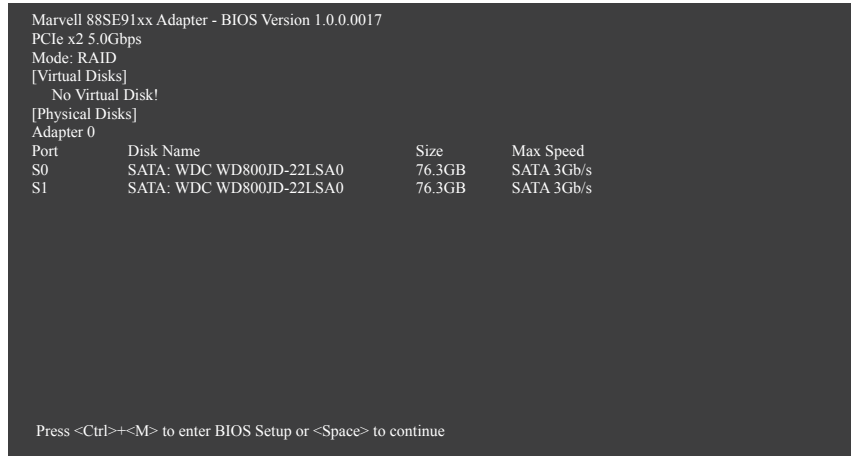 Marvell 88SE91xx Adapter - BIOS Version 1.0.0.0017
PCIe x2 5.0Gbps
Mode: RAID
[Virtual Disks]
No Virtual Disk!
[Physical Disks]
Adapter 0
Port Disk Name Size Max Speed
S0 SATA: WDC WD800JD-22LSA0 76.3GB SATA 3Gb/s
S1 SATA: WDC WD800JD-22LSA0 76.3GB SATA 3Gb/s
Press <Ctrl>+<M> to enter BIOS Setup or <Space> to continue